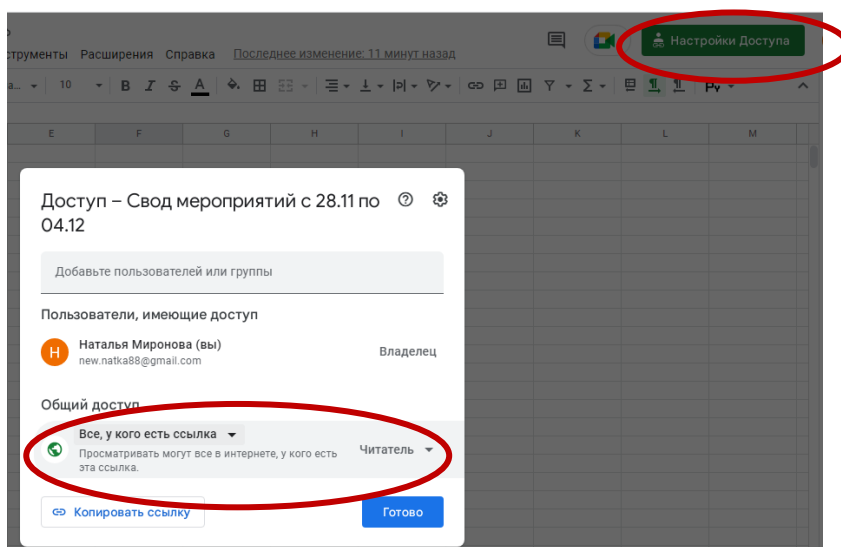 струменты Расширения Справка Последнее изменение: 11 минут назад
Настройки Доступа
10 B I S A
E F G H I J K L M
Доступ – Свод мероприятий с 28.11 по
04.12
Добавьте пользователей или группы
Пользователи, имеющие доступ
Н
Наталья Миронова (вы)
new.natka88@gmail.com
Владелец
Общий доступ
Все, у кого есть ссылка
Просматривать могут все в интернете, у кого есть
эта ссылка.
Читатель
Копировать ссылку
Готово